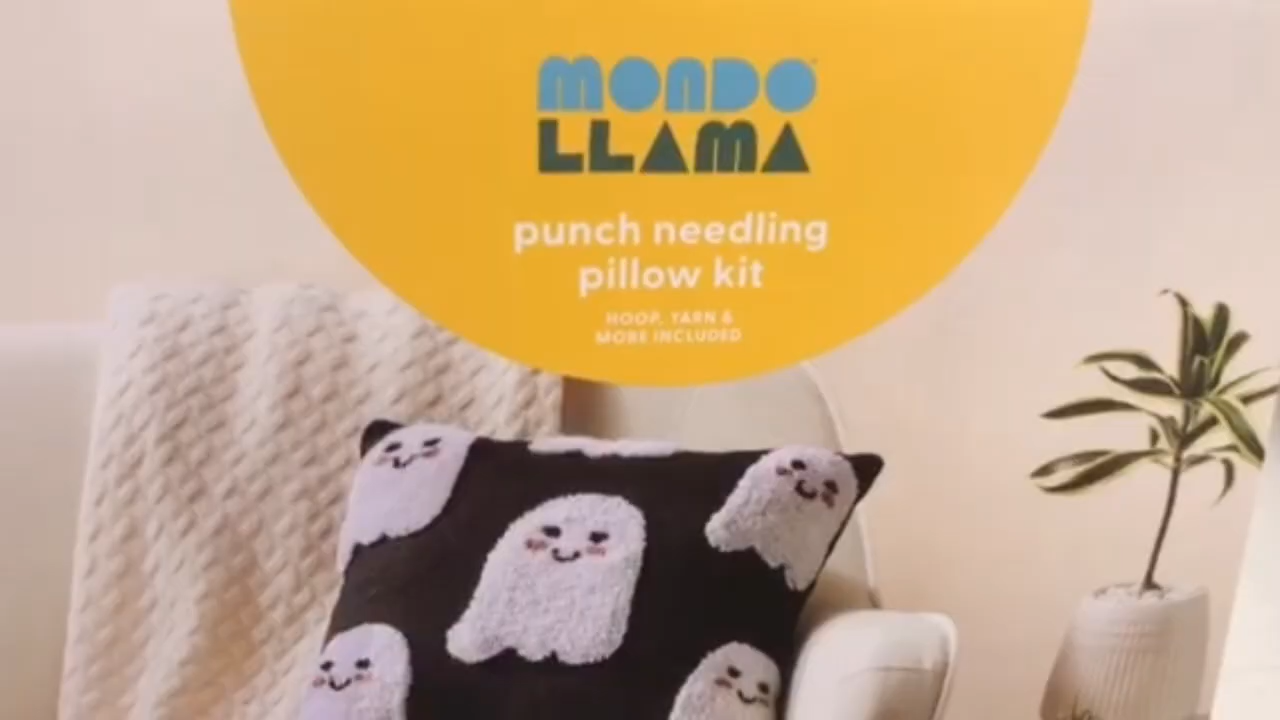 MONDO
LLAMA
punch needling
pillow kit
HOOP, YARN &
MORE INCLUDED